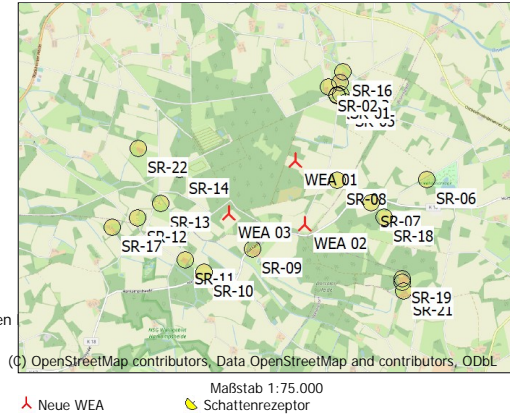 SR-16
SR-02
SR-22
WEA 01
SR-14
SR-08
SR-06
SR-13
SR-07
SR-12
WEA 03
SR-18
SR-17
WEA 02
SR-09
SR-11
SR-10
SR-19
SR-21
en
(C) OpenStreetMap contributors, Data OpenStreetMap and contributors, ODbL
Maßstab 1:75.000
Neue WEA Schattenrezeptor